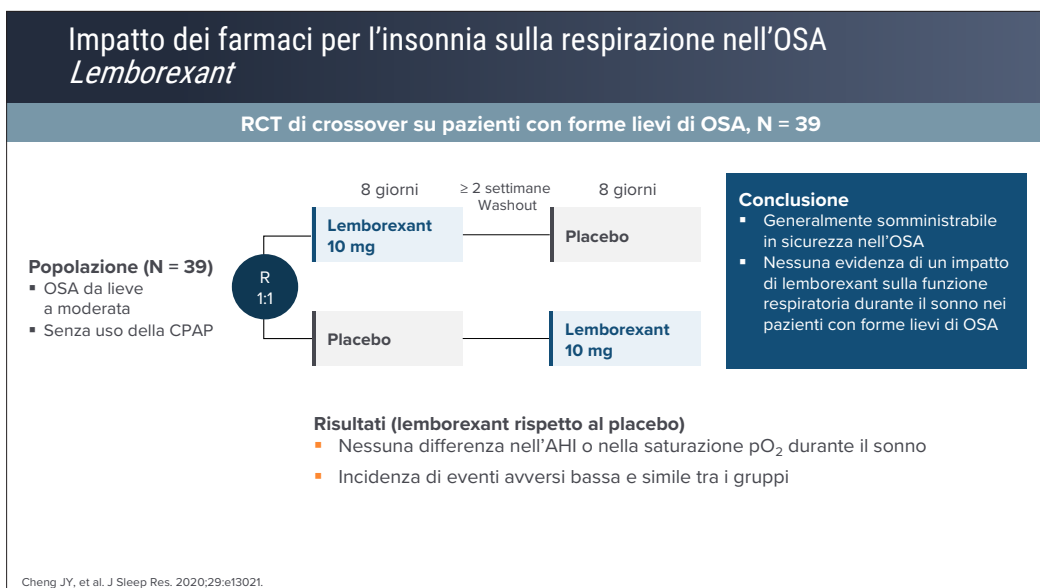 Impatto dei farmaci per l'insonnia sulla respirazione nell'OSA
Lemborexant
RCT di crossover su pazienti con forme lievi di OSA, N = 39
Popolazione (N = 39)
▪ OSA da lieve
a moderata
▪ Senza uso della CPAP
R
1:1
8 giorni
≥ 2 settimane
Washout
8 giorni
Lemborexant
10 mg
Placebo
Placebo
Lemborexant
10 mg
Conclusione
▪ Generalmente somministrabile
in sicurezza nell'OSA
▪ Nessuna evidenza di un impatto
di lemborexant sulla funzione
respiratoria durante il sonno nei
pazienti con forme lievi di OSA
Risultati (lemborexant rispetto al placebo)
▪ Nessuna differenza nell'AHI o nella saturazione pO₂ durante il sonno
▪ Incidenza di eventi avversi bassa e simile tra i gruppi
Cheng JY, et al. J Sleep Res. 2020;29:e13021.